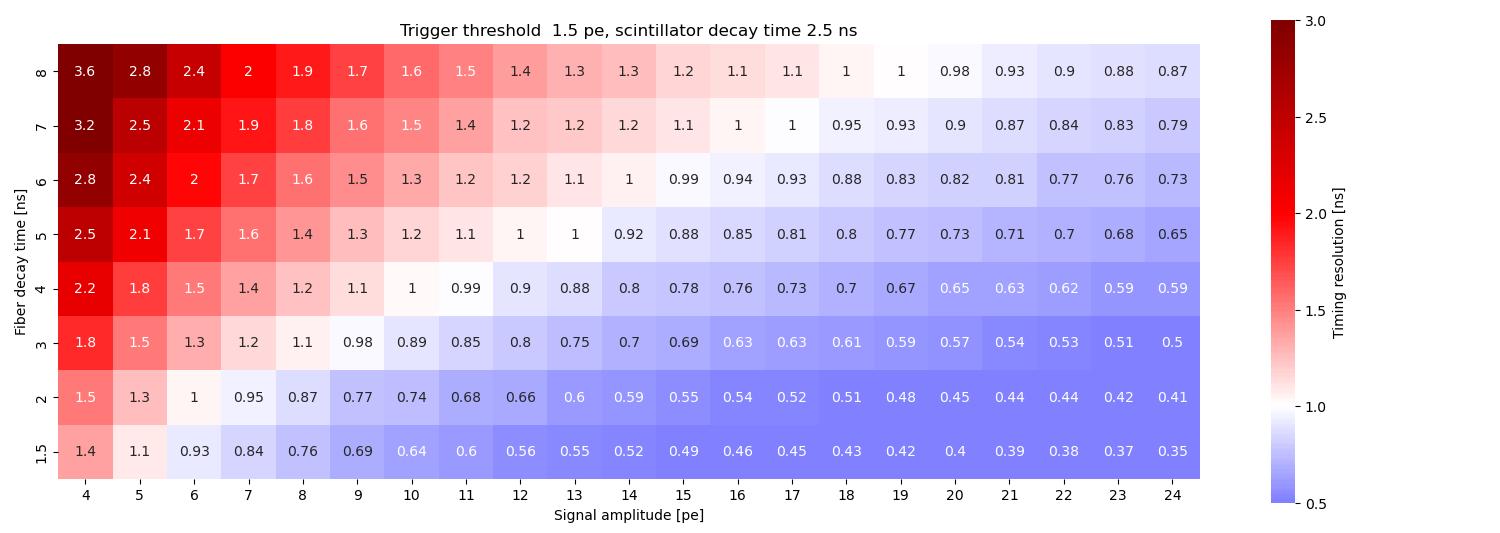 Trigger threshold  1.5 pe, scintillator decay time 2.5 ns
Fiber decay time [ns]
8 3.6 2.8 2.4 2 1.9 1.7 1.6 1.5 1.4 1.3 1.3 1.2 1.1 1.1 1 1 0.98 0.93 0.9 0.88 0.87
7 3.2 2.5 2.1 1.9 1.8 1.6 1.5 1.4 1.2 1.2 1.2 1.1 1 1 0.95 0.93 0.9 0.87 0.84 0.83 0.79
6 2.8 2.4 2 1.7 1.6 1.5 1.3 1.2 1.2 1.1 1 0.99 0.94 0.93 0.88 0.83 0.82 0.81 0.77 0.76 0.73
5 2.5 2.1 1.7 1.6 1.4 1.3 1.2 1.1 1 1 0.92 0.88 0.85 0.81 0.8 0.77 0.73 0.71 0.7 0.68 0.65
4 2.2 1.8 1.5 1.4 1.2 1.1 1 0.99 0.9 0.88 0.8 0.78 0.76 0.73 0.7 0.67 0.65 0.63 0.62 0.59 0.59
3 1.8 1.5 1.3 1.2 1.1 0.98 0.89 0.85 0.8 0.75 0.7 0.69 0.63 0.63 0.61 0.59 0.57 0.54 0.53 0.51 0.5
2 1.5 1.3 1 0.95 0.87 0.77 0.74 0.68 0.66 0.6 0.59 0.55 0.54 0.52 0.51 0.48 0.45 0.44 0.44 0.42 0.41
1.5 1.4 1.1 0.93 0.84 0.76 0.69 0.64 0.6 0.56 0.55 0.52 0.49 0.46 0.45 0.43 0.42 0.4 0.39 0.38 0.37 0.35
4 5 6 7 8 9 10 11 12 13 14 15 16 17 18 19 20 21 22 23 24
Signal amplitude [pe]
3.0
2.5
2.0
1.5
1.0
0.5
Timing resolution [ns]